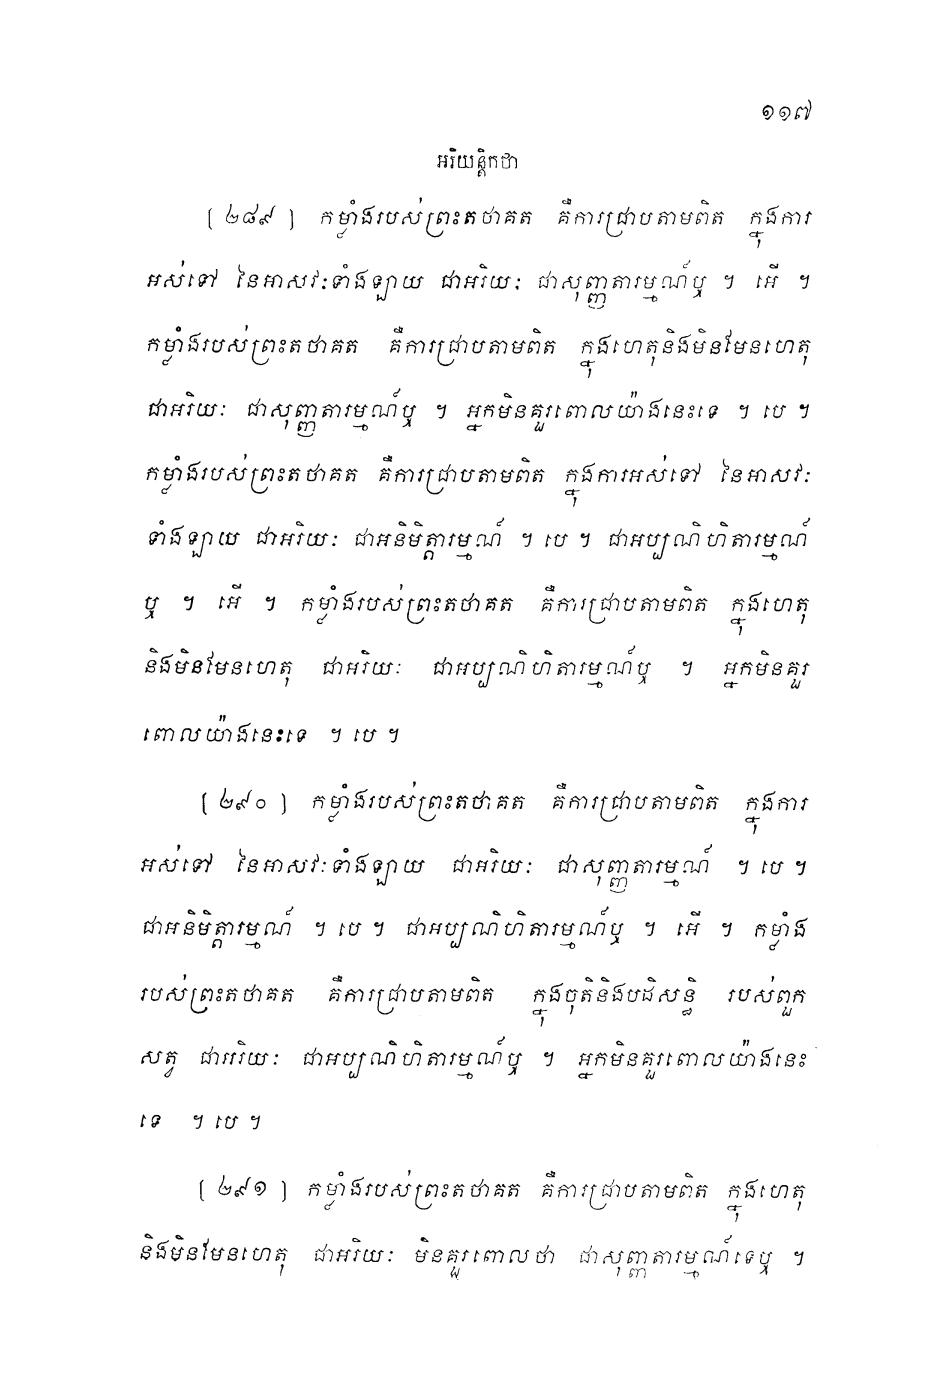 ១១៧
អរិយន្តិកថា
[ ២៨៩ ] កម្លាំងរបស់ព្រះតថាគត គឺការជ្រាបតាមពិត ក្នុងការ
អស់ទៅ នៃអាសវៈទាំងឡាយ ជាអរិយៈ ជាសុញ្ញតារម្មណ៍ឬ ។ អើ ។
កម្លាំងរបស់ព្រះតថាគត គឺការជ្រាបតាមពិត ក្នុងហេតុនិងមិនមែនហេតុ
ជាអរិយៈ ជាសុញ្ញតារម្មណ៍ឬ ។ អ្នកមិនគួរពោលយ៉ាងនេះទេ ។ បេ ។
កម្លាំងរបស់ព្រះតថាគត គឺការជ្រាបតាមពិត ក្នុងការអស់ទៅ នៃអាសវៈ
ទាំងឡាយ ជាអរិយៈ ជាអនិមិត្តារម្មណ៍ ។ បេ ។ ជាអប្បណិហិតារម្មណ៍
ឬ ។ អើ ។ កម្លាំងរបស់ព្រះតថាគត គឺការជ្រាបតាមពិត ក្នុងហេតុ
និងមិនមែនហេតុ ជាអរិយៈ ជាអប្បណិហិតារម្មណ៍ឬ ។ អ្នកមិនគួរ
ពោលយ៉ាងនេះទេ ។ បេ ។
[ ២៩០ ] កម្លាំងរបស់ព្រះតថាគត គឺការជ្រាបតាមពិត ក្នុងការ
អស់ទៅ នៃអាសវៈទាំងឡាយ ជាអរិយៈ ជាសុញ្ញតារម្មណ៍ ។ បេ ។
ជាអនិមិត្តារម្មណ៍ ។ បេ ។ ជាអប្បណិហិតារម្មណ៍ឬ ។ អើ ។ កម្លាំង
របស់ព្រះតថាគត គឺការជ្រាបតាមពិត ក្នុងចុតិនិងបដិសន្ធិ របស់ពួក
សត្វ ជាអរិយៈ ជាអប្បណិហិតារម្មណ៍ឬ ។ អ្នកមិនគួរពោលយ៉ាងនេះ
ទេ ។ បេ ។
[ ២៩១ ] កម្លាំងរបស់ព្រះតថាគត គឺការជ្រាបតាមពិត ក្នុងហេតុ
និងមិនមែនហេតុ ជាអរិយៈ មិនគួរពោលថា ជាសុញ្ញតារម្មណ៍ទេឬ ។